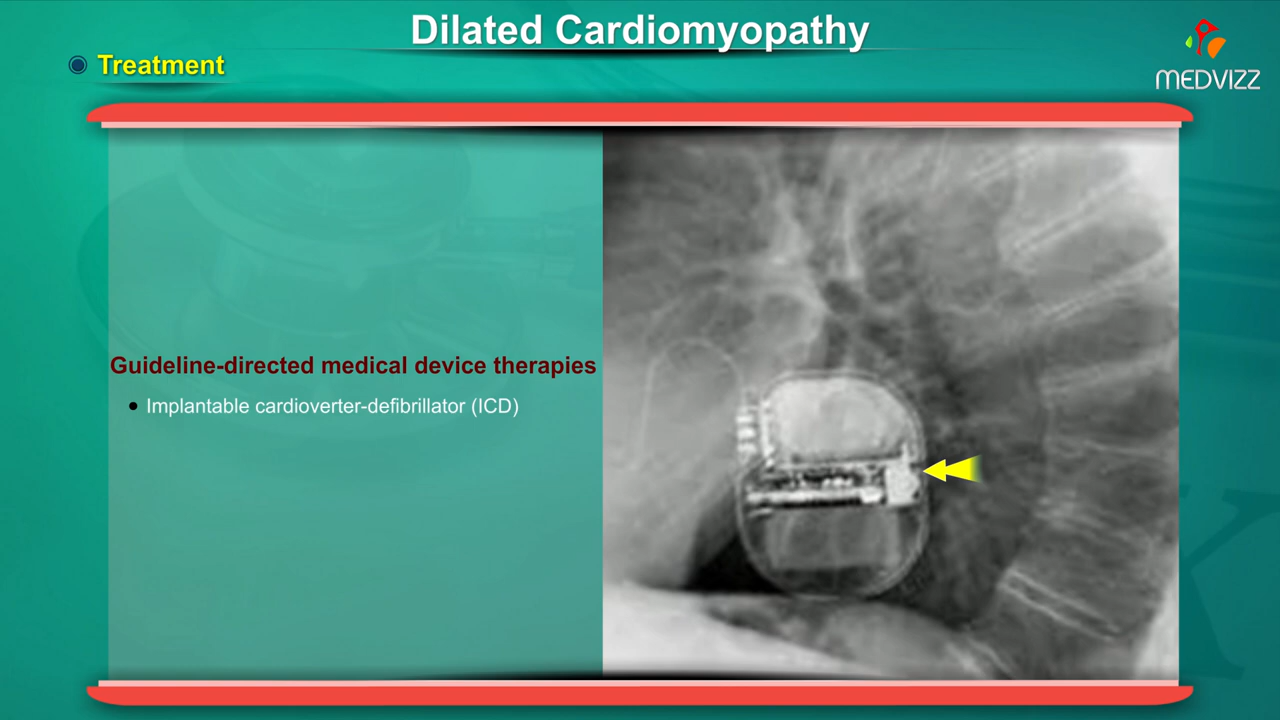 Dilated Cardiomyopathy
Treatment
MEDVIZZ
Guideline-directed medical device therapies
Implantable cardioverter-defibrillator (ICD)